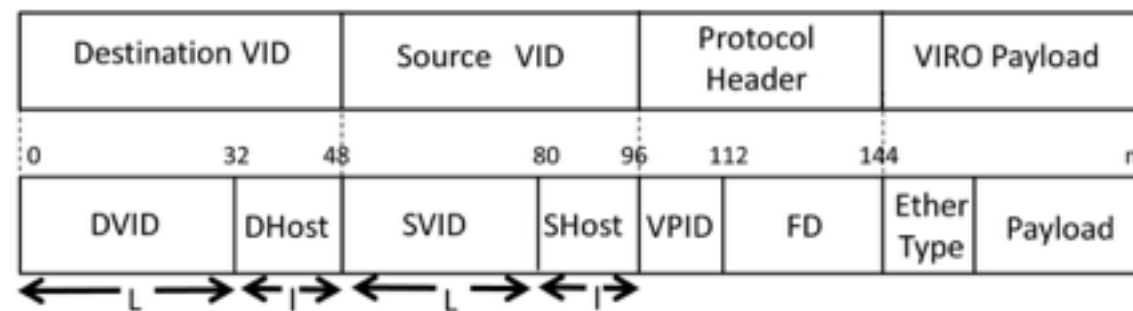 Destination VID Source VID Protocol Header VIRO Payload
0 32 48 80 96 112 144
DVID DHost SVID SHost VPID FD Ether Type Payload
L l L l